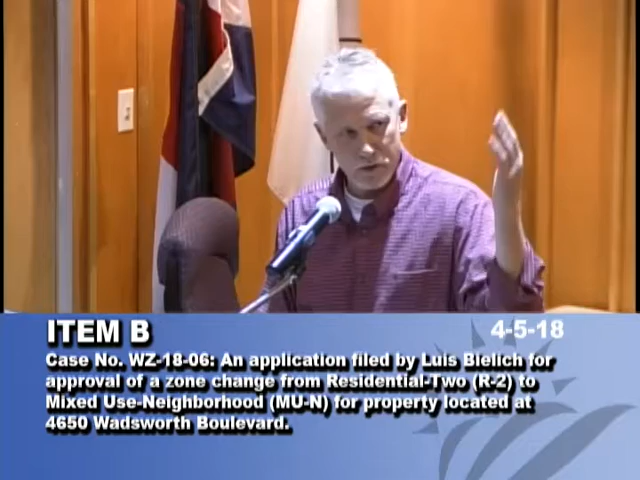 ITEM B
4-5-18
Case No. WZ-18-06: An application filed by Luis Bielich for
approval of a zone change from Residential-Two (R-2) to
Mixed Use-Neighborhood (MU-N) for property located at
4650 Wadsworth Boulevard.